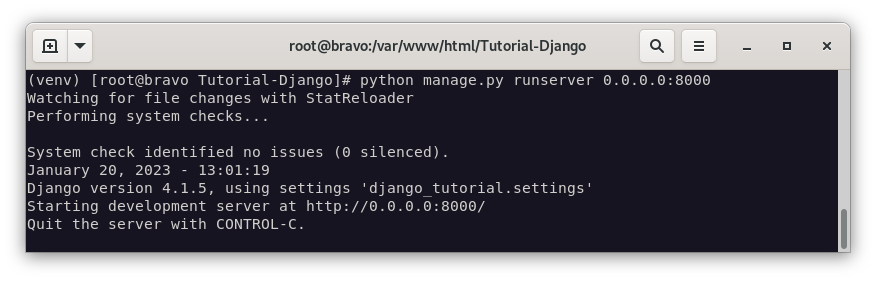 root@bravo:/var/www/html/Tutorial-Django
(venv) [root@bravo Tutorial-Django]# python manage.py runserver 0.0.0.0:8000
Watching for file changes with StatReloader
Performing system checks...
System check identified no issues (0 silenced).
January 20, 2023 - 13:01:19
Django version 4.1.5, using settings 'django_tutorial.settings'
Starting development server at http://0.0.0.0:8000/
Quit the server with CONTROL-C.